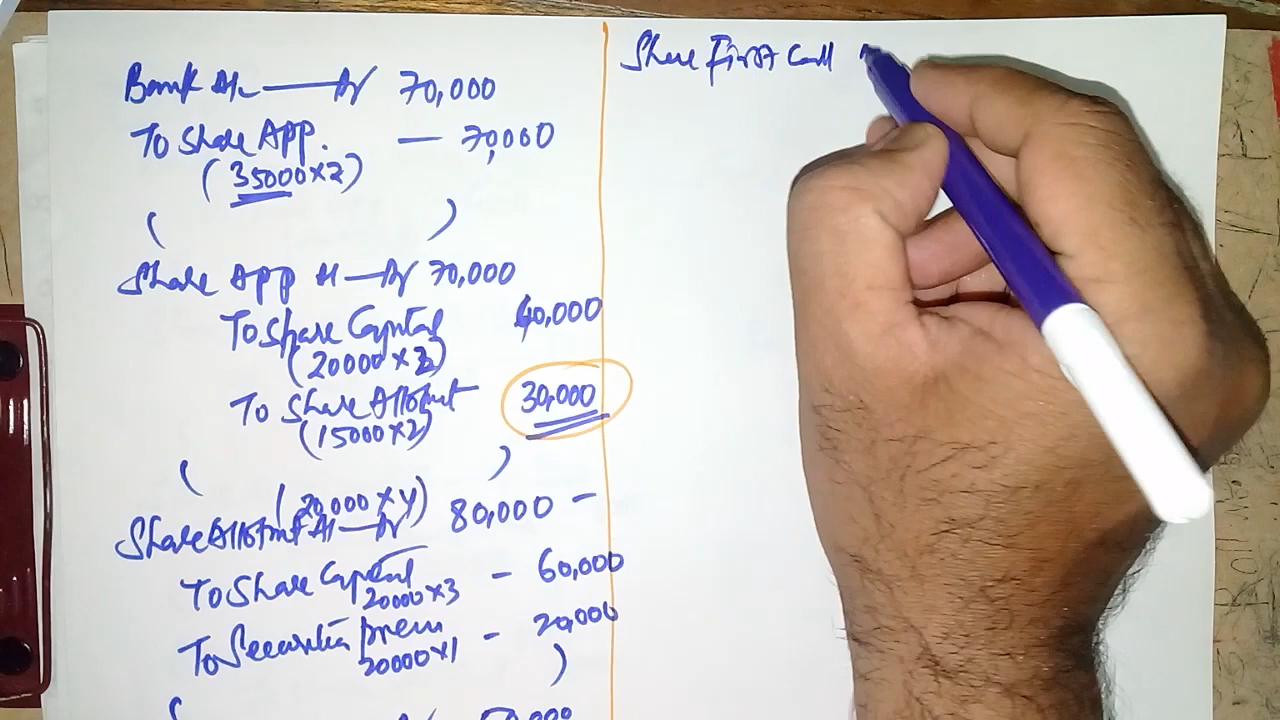 Bank A/c Dr 70,000
To Share App. — 70,000
(35000×2)
( )
Share App A/c Dr 70,000
To Share Capital 40,000
(20000×2)
To Share Allotment 30,000
(15000×2)
( )
(20,000×4)
Share Allotment A/c Dr 80,000 —
To Share Capital — 60,000
20000×3
To Securities prem — 20,000
20000×1
)
Share First Call